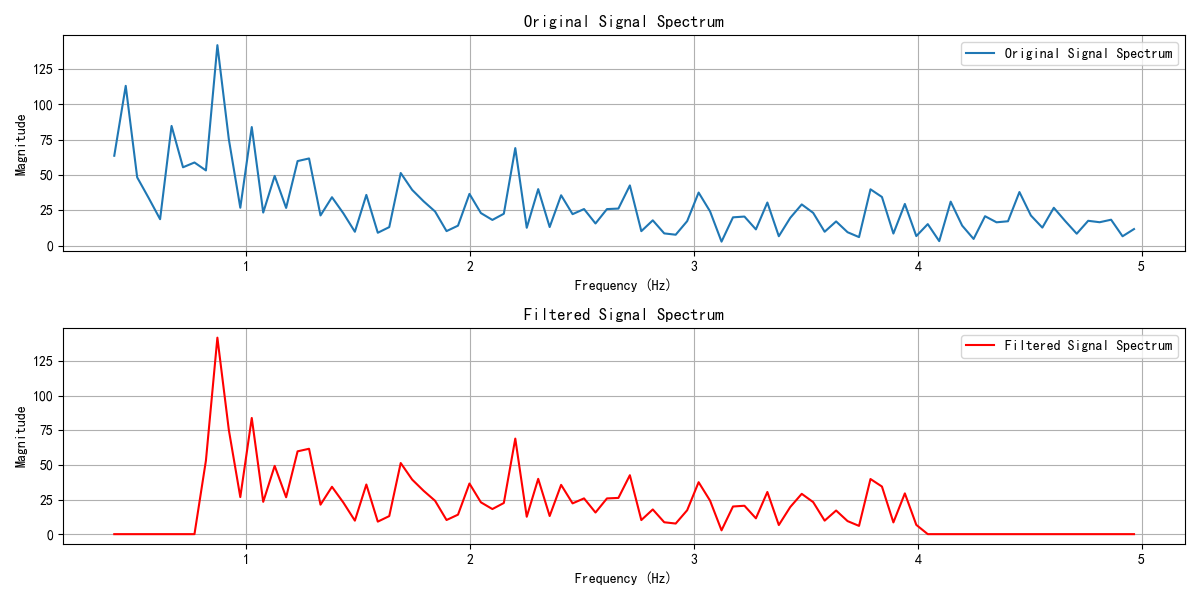 Original Signal Spectrum
Original Signal Spectrum
Magnitude
125
100
75
50
25
0
1
2
3
4
5
Frequency (Hz)
Filtered Signal Spectrum
Filtered Signal Spectrum
Magnitude
125
100
75
50
25
0
1
2
3
4
5
Frequency (Hz)